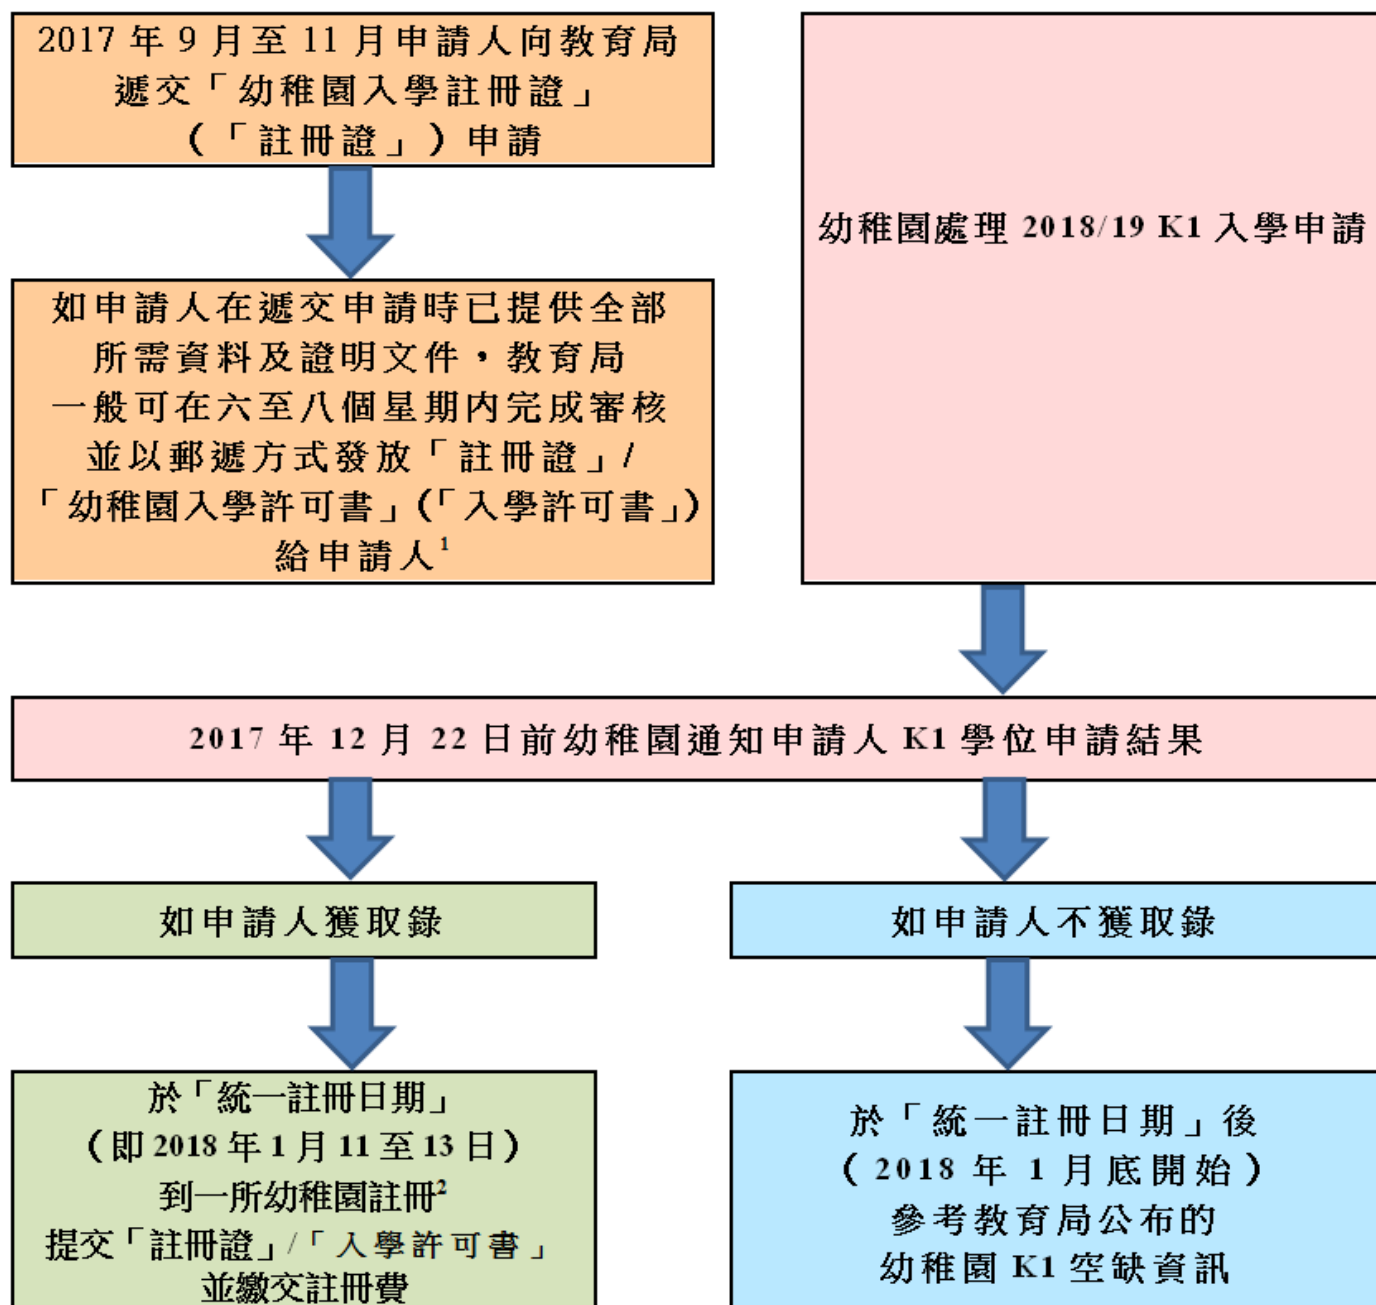 2017 年 9 月至 11 月申請人向教育局
遞交「幼稚園入學註冊證」
(「註冊證」)申請
如申請人在遞交申請時已提供全部
所需資料及證明文件，教育局
一般可在六至八個星期內完成審核
並以郵遞方式發放「註冊證」/
「幼稚園入學許可書」(「入學許可書」)
給申請人1
幼稚園處理 2018/19 K1 入學申請
2017 年 12 月 22 日前幼稚園通知申請人 K1 學位申請結果
如申請人獲取錄
於「統一註冊日期」
(即 2018 年 1 月 11 至 13 日)
到一所幼稚園註冊2
提交「註冊證」/「入學許可書」
並繳交註冊費
如申請人不獲取錄
於「統一註冊日期」後
(2018 年 1 月底開始)
參考教育局公布的
幼稚園 K1 空缺資訊